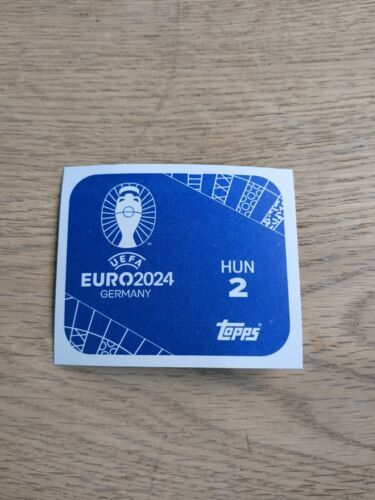 UEFA
EURO2024
GERMANY
HUN
2
topps